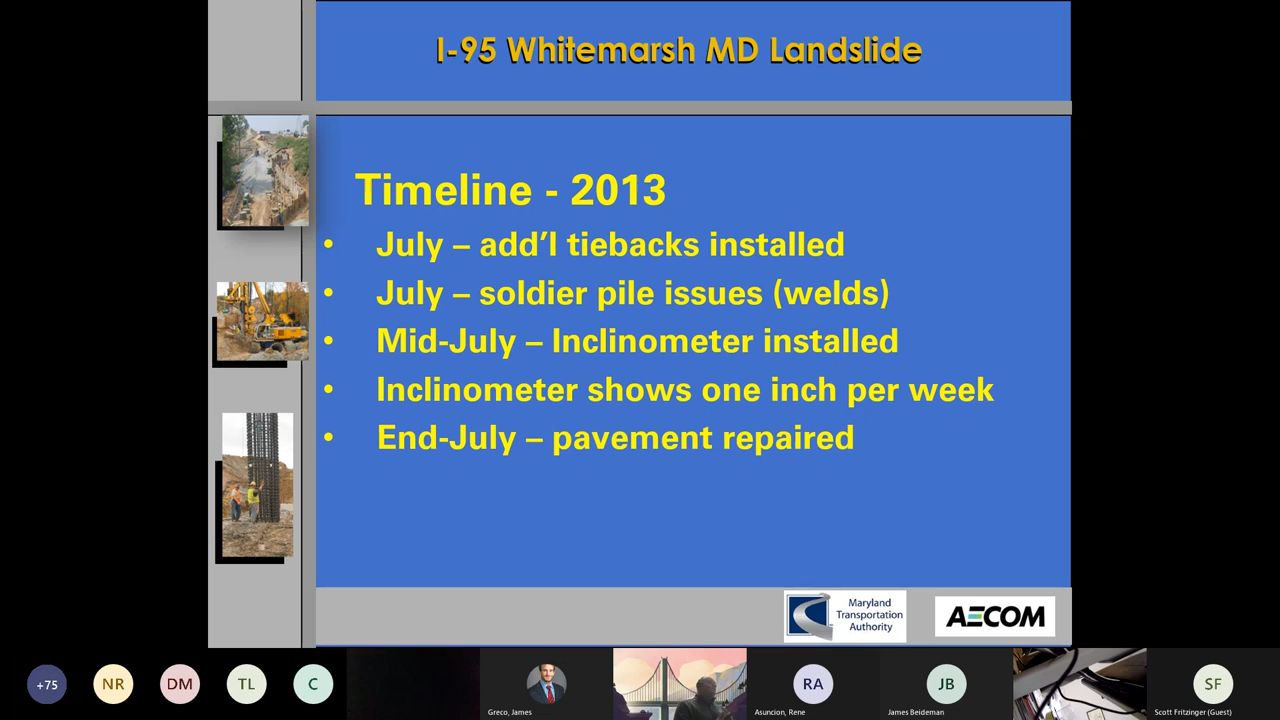 I-95 Whitemarsh MD Landslide
Timeline - 2013
• July – add’l tiebacks installed
• July – soldier pile issues (welds)
• Mid-July – Inclinometer installed
• Inclinometer shows one inch per week
• End-July – pavement repaired
Maryland
Transportation
Authority
AECOM
+75
NR
DM
TL
C
RA
JB
SF
Greco, James
Asuncion, Rene
James Beideman
Scott Fritzinger (Guest)